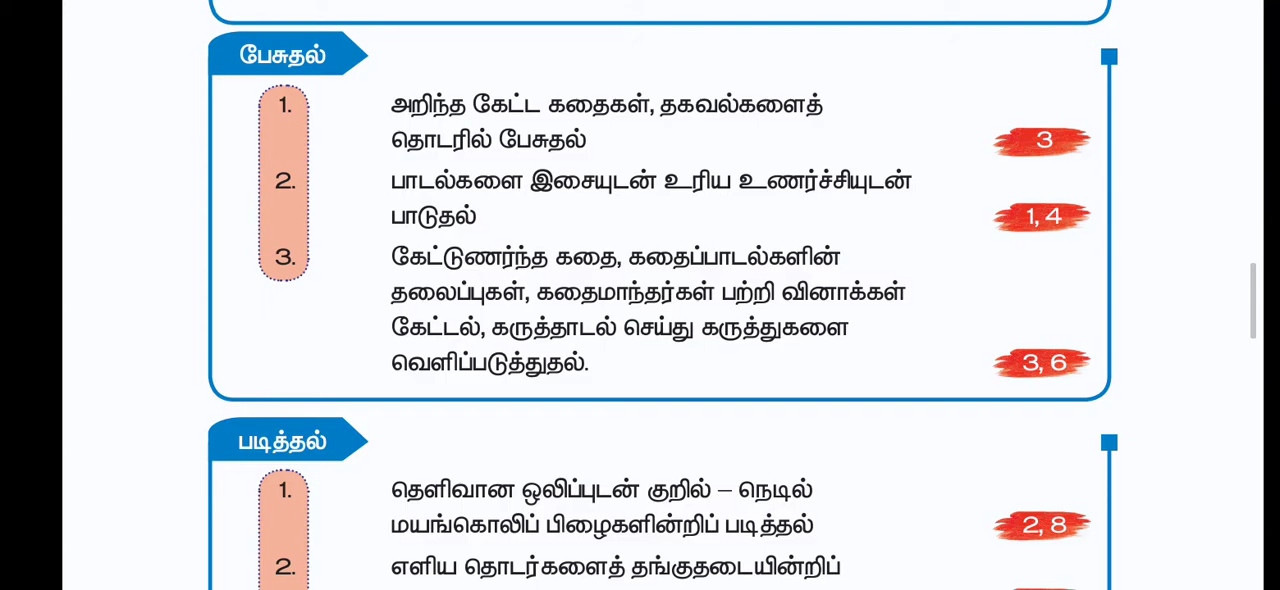 பேசுதல்
1. அறிந்த கேட்ட கதைகள், தகவல்களைத்
தொடரில் பேசுதல் 3
2. பாடல்களை இசையுடன் உரிய உணர்ச்சியுடன்
பாடுதல் 1, 4
3. கேட்டுணர்ந்த கதை, கதைப்பாடல்களின்
தலைப்புகள், கதைமாந்தர்கள் பற்றி வினாக்கள்
கேட்டல், கருத்தாடல் செய்து கருத்துகளை
வெளிப்படுத்துதல். 3, 6
படித்தல்
1. தெளிவான ஒலிப்புடன் குறில் – நெடில்
மயங்கொலிப் பிழைகளின்றிப் படித்தல் 2, 8
2. எளிய தொடர்களைத் தங்குதடையின்றிப்